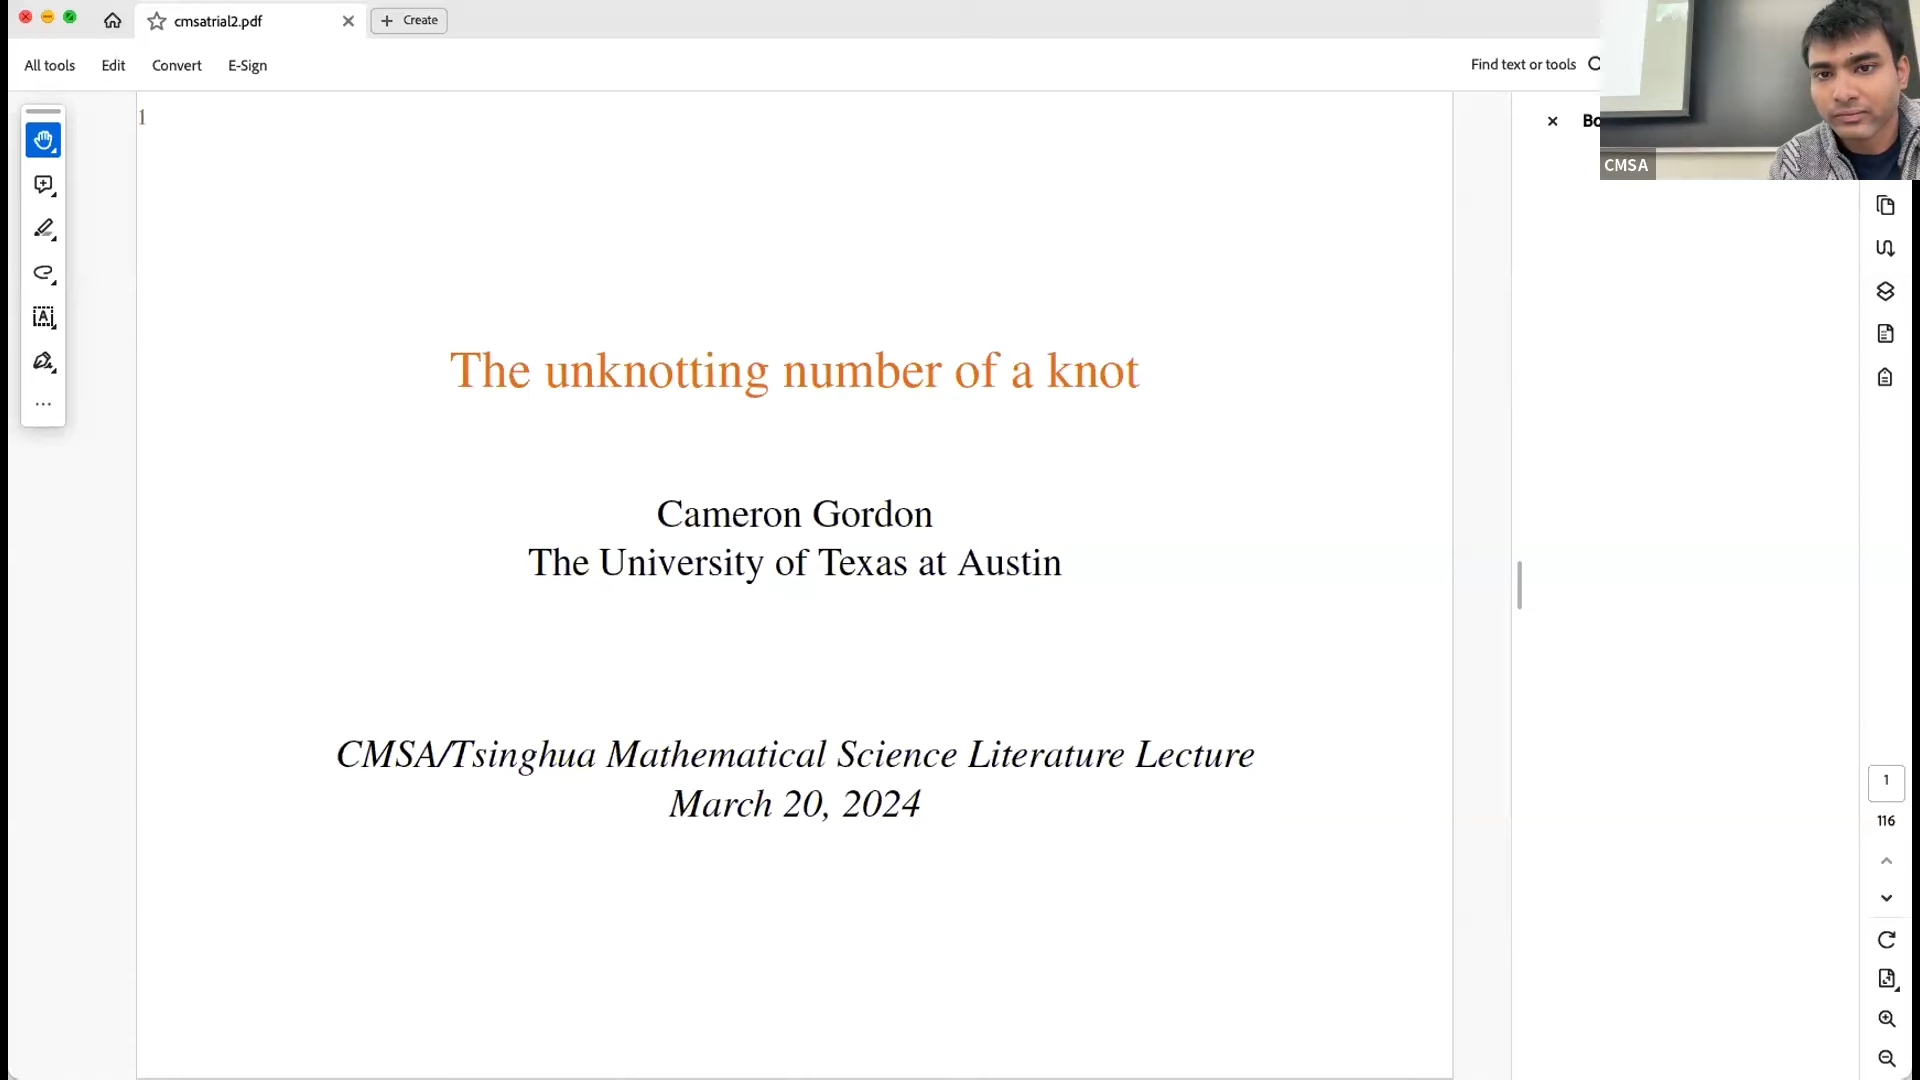 cmsatrial2.pdf
Create
All tools
Edit
Convert
E-Sign
Find text or tools
Bo
CMSA
1
The unknotting number of a knot
Cameron Gordon
The University of Texas at Austin
CMSA/Tsinghua Mathematical Science Literature Lecture
March 20, 2024
1
116